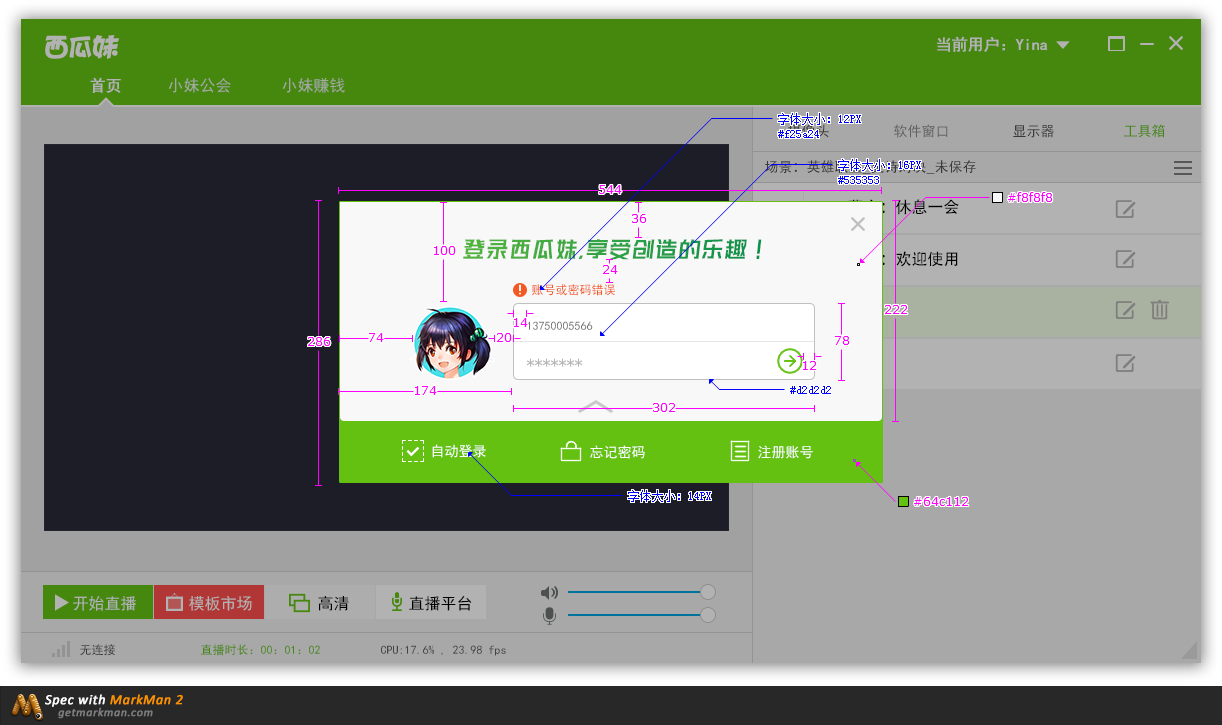 西瓜妹
当前用户：Yina
首页 小妹公会 小妹赚钱
字体大小：12PX
#f25a24
软件窗口 显示器 工具箱
字体大小：16PX
#535353
场景：英雄 _未保存
544
#f8f8f8
休息一会
36
100
登录西瓜妹,享受创造的乐趣！
24
欢迎使用
账号或密码错误
222
14
13750005566
286
74
20
78
*******
12
174
#d2d2d2
302
自动登录
忘记密码
注册账号
字体大小：14PX
#64c112
开始直播 模板市场 高清 直播平台
无连接 直播时长：00：01：02 CPU:17.6% , 23.98 fps
Spec with MarkMan 2
getmarkman.com